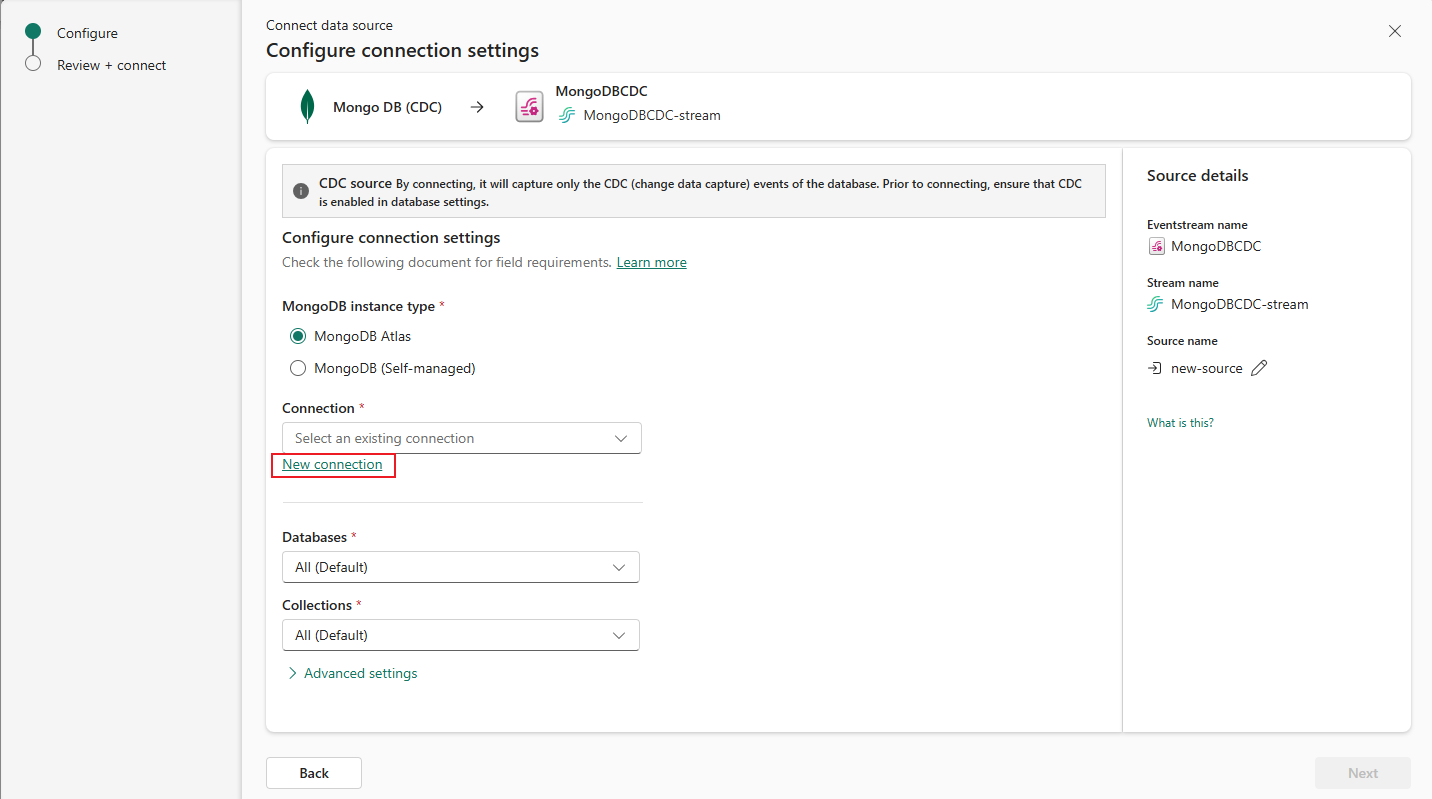 Configure
Review + connect
Connect data source
Configure connection settings
Mongo DB (CDC)
MongoDBCDC
MongoDBCDC-stream
CDC source By connecting, it will capture only the CDC (change data capture) events of the database. Prior to connecting, ensure that CDC
is enabled in database settings.
Configure connection settings
Check the following document for field requirements. Learn more
MongoDB instance type *
MongoDB Atlas
MongoDB (Self-managed)
Connection *
Select an existing connection
New connection
Databases *
All (Default)
Collections *
All (Default)
Advanced settings
Source details
Eventstream name
MongoDBCDC
Stream name
MongoDBCDC-stream
Source name
new-source
What is this?
Back
Next